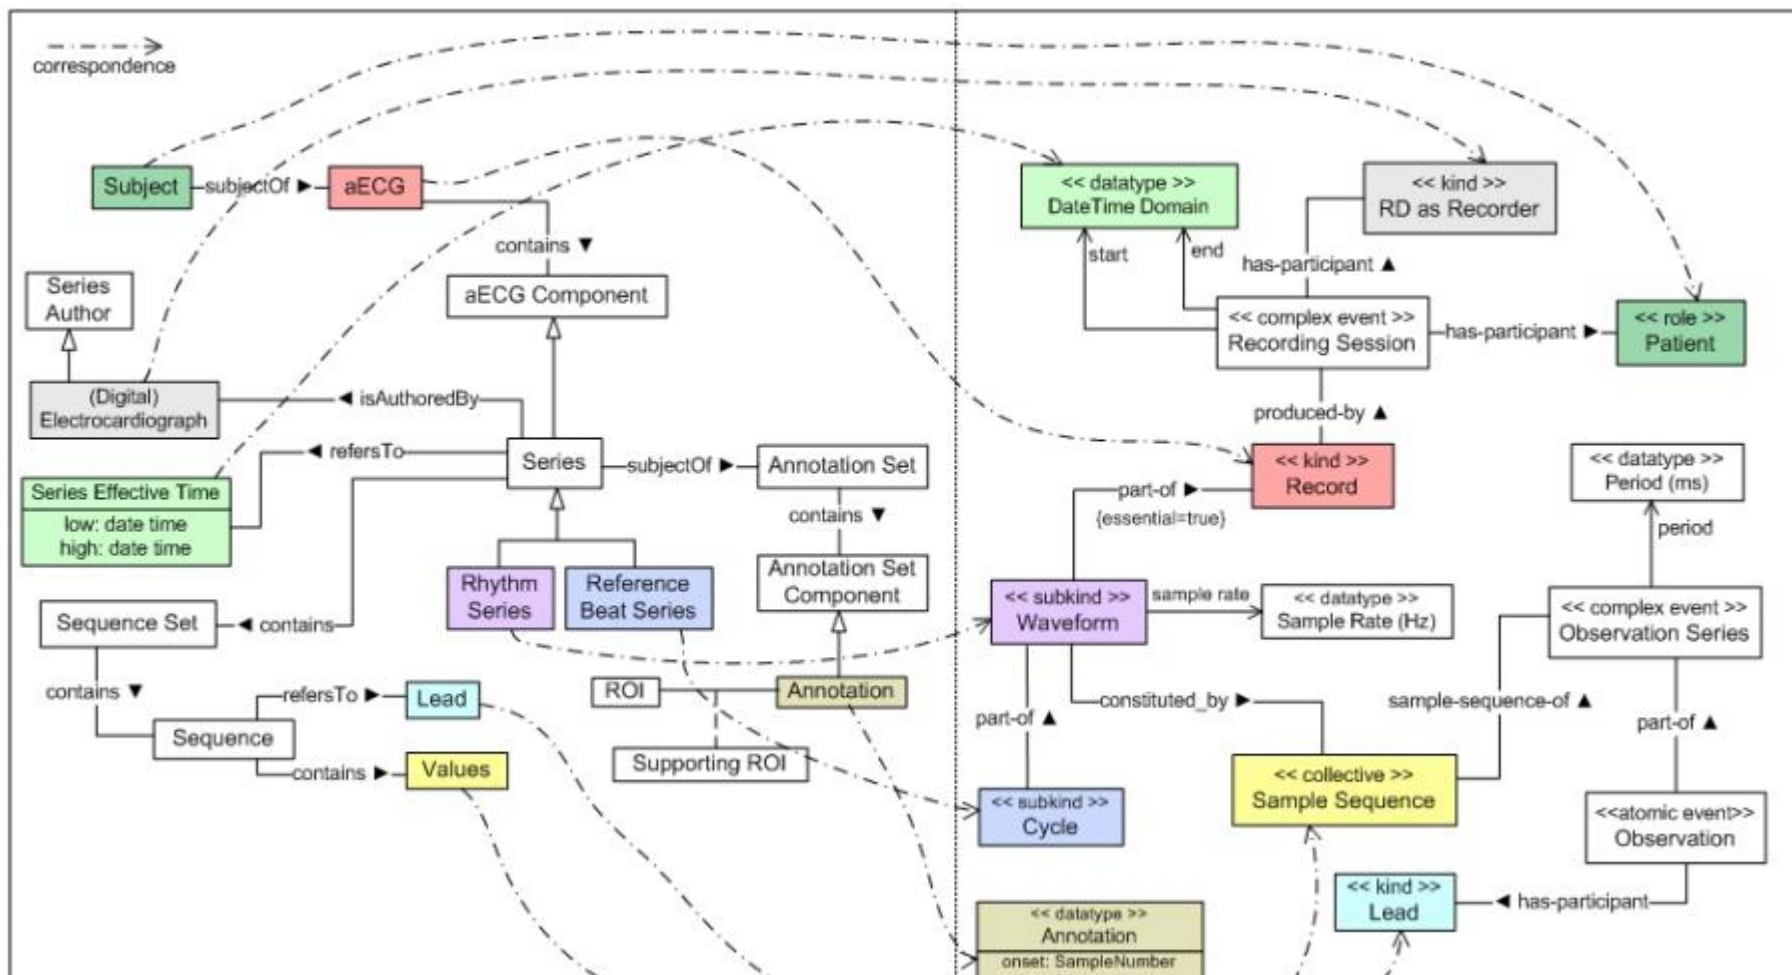 correspondence
Subject
subjectOf ►
aECG
contains ▼
aECG Component
Series
Author
(Digital)
Electrocardiograph
◄ isAuthoredBy
◄ refersTo
Series
subjectOf ►
Annotation Set
Series Effective Time
low: date time
high: date time
contains ▼
Rhythm
Series
Reference
Beat Series
Annotation Set
Component
Sequence Set
◄ contains
contains ▼
refersTo ►
Lead
ROI
Annotation
Sequence
contains ►
Values
Supporting ROI
<< datatype >>
DateTime Domain
<< kind >>
RD as Recorder
start
end
has-participant ▲
<< complex event >>
Recording Session
has-participant ►
<< role >>
Patient
produced-by ▲
<< kind >>
Record
<< datatype >>
Period (ms)
part-of ►
{essential=true}
period
<< subkind >>
Waveform
sample rate
<< datatype >>
Sample Rate (Hz)
<< complex event >>
Observation Series
part-of ▲
constituted_by ►
sample-sequence-of ▲
part-of ▲
<< subkind >>
Cycle
<< collective >>
Sample Sequence
<<atomic event>>
Observation
<< kind >>
Lead
◄ has-participant
<< datatype >>
Annotation
onset: SampleNumber